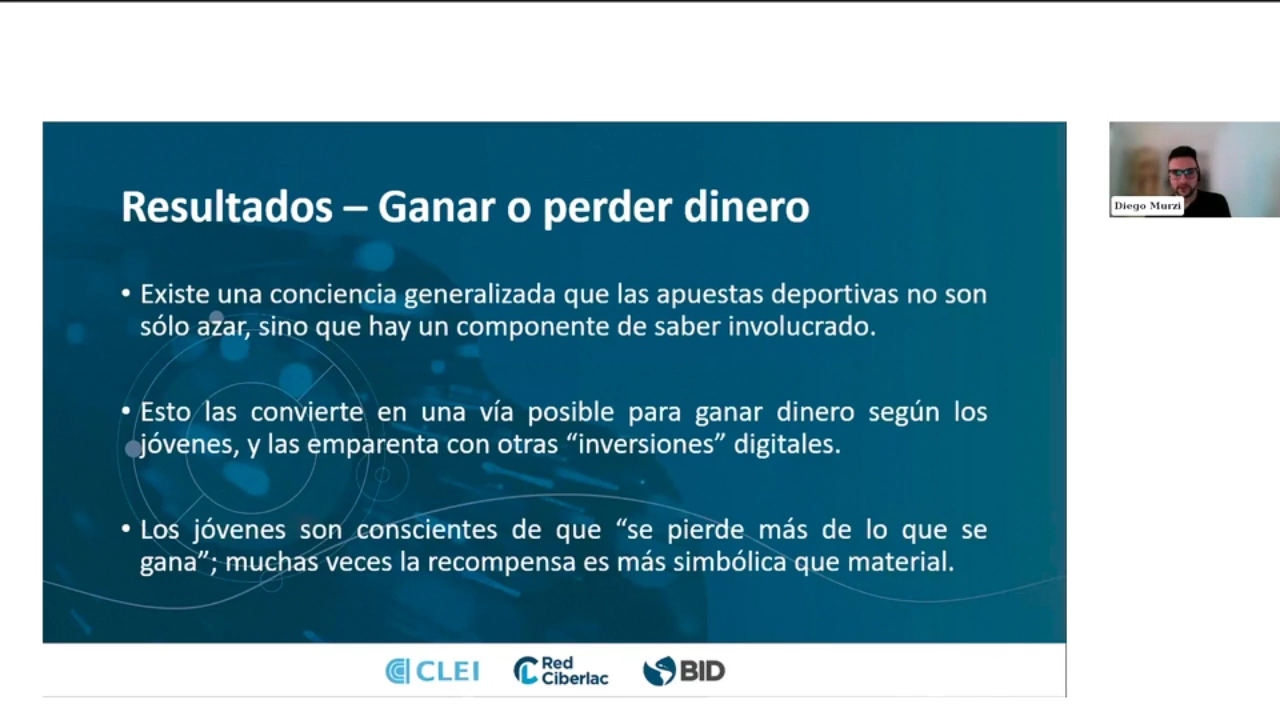 Resultados – Ganar o perder dinero
• Existe una conciencia generalizada que las apuestas deportivas no son
sólo azar, sino que hay un componente de saber involucrado.
• Esto las convierte en una vía posible para ganar dinero según los
jóvenes, y las emparenta con otras “inversiones” digitales.
• Los jóvenes son conscientes de que “se pierde más de lo que se
gana”; muchas veces la recompensa es más simbólica que material.
CLEI
Red
Ciberlac
BID
Diego Murzi